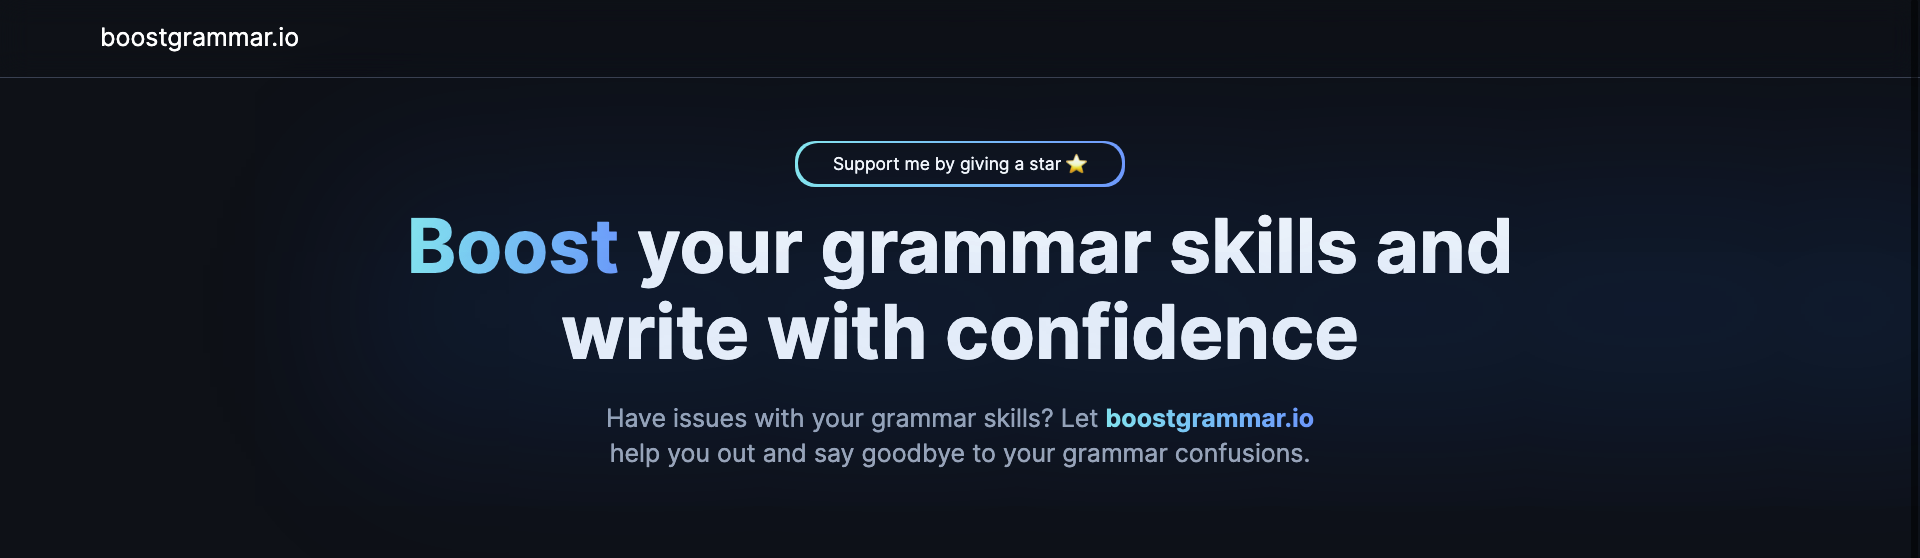 boostgrammar.io
Support me by giving a star ⭐
Boost your grammar skills and
write with confidence
Have issues with your grammar skills? Let boostgrammar.io
help you out and say goodbye to your grammar confusions.